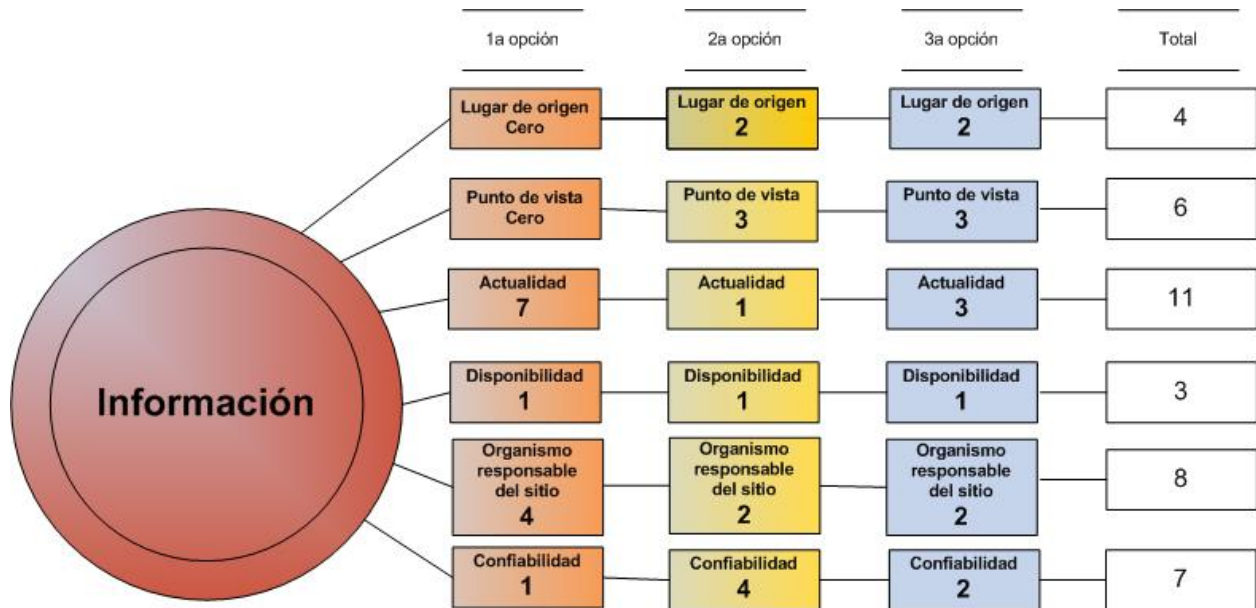 1a opción
2a opción
3a opción
Total
Lugar de origen
Cero
Lugar de origen
2
Lugar de origen
2
4
Punto de vista
Cero
Punto de vista
3
Punto de vista
3
6
Actualidad
7
Actualidad
1
Actualidad
3
11
Información
Disponibilidad
1
Disponibilidad
1
Disponibilidad
1
3
Organismo
responsable
del sitio
4
Organismo
responsable
del sitio
2
Organismo
responsable
del sitio
2
8
Confiabilidad
1
Confiabilidad
4
Confiabilidad
2
7